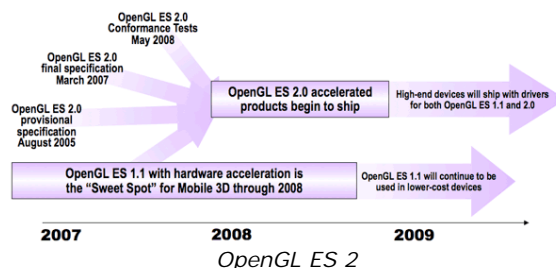 OpenGL ES 2.0
Conformance Tests
May 2008
OpenGL ES 2.0
final specification
March 2007
OpenGL ES 2.0
provisional
specification
August 2005
OpenGL ES 2.0 accelerated
products begin to ship
High-end devices will ship with drivers
for both OpenGL ES 1.1 and 2.0
OpenGL ES 1.1 with hardware acceleration is
the “Sweet Spot” for Mobile 3D through 2008
OpenGL ES 1.1 will continue to be
used in lower-cost devices
2007
2008
2009
OpenGL ES 2